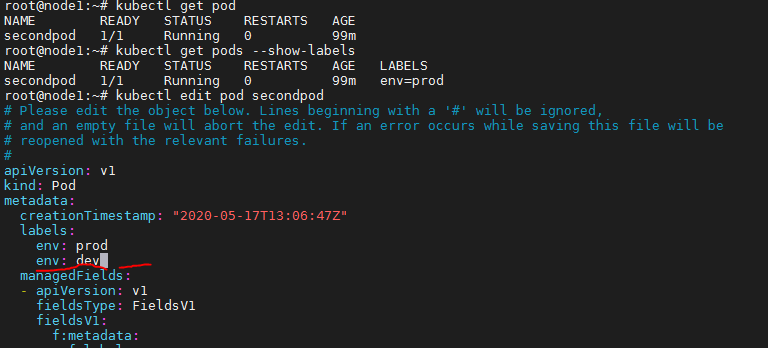 root@node1:~# kubectl get pod
NAME        READY   STATUS    RESTARTS   AGE
secondpod   1/1     Running   0          99m
root@node1:~# kubectl get pods --show-labels
NAME        READY   STATUS    RESTARTS   AGE   LABELS
secondpod   1/1     Running   0          99m   env=prod
root@node1:~# kubectl edit pod secondpod
# Please edit the object below. Lines beginning with a '#' will be ignored,
# and an empty file will abort the edit. If an error occurs while saving this file will be
# reopened with the relevant failures.
#
apiVersion: v1
kind: Pod
metadata:
  creationTimestamp: "2020-05-17T13:06:47Z"
  labels:
    env: prod
    env: dev
  managedFields:
  - apiVersion: v1
    fieldsType: FieldsV1
    fieldsV1:
      f:metadata: